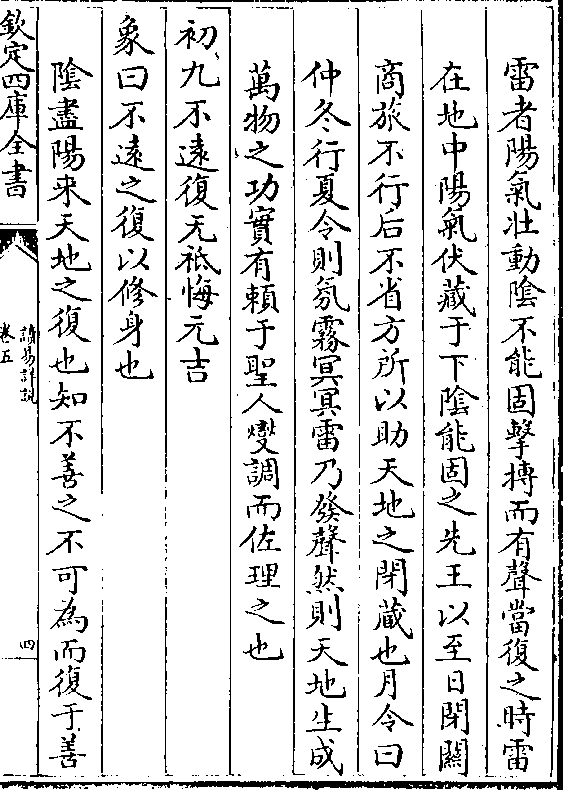 雷者陽氣壯動陰不能固擊摶而有聲當復之時雷
在地中陽氣伏藏于下陰能固之先王以至日閉關
商旅不行后不省方所以助天地之閉藏也月令曰
仲冬行夏令則氛霧冥冥雷乃發聲然則天地生成
萬物之功實有賴于聖人燮調而佐理之也
初九不遠復无祗悔元吉
象曰不遠之復以修身也
陰盡陽來天地之復也知不善之不可為而復于善
欽定四庫全書
讀易詳說
卷五
四